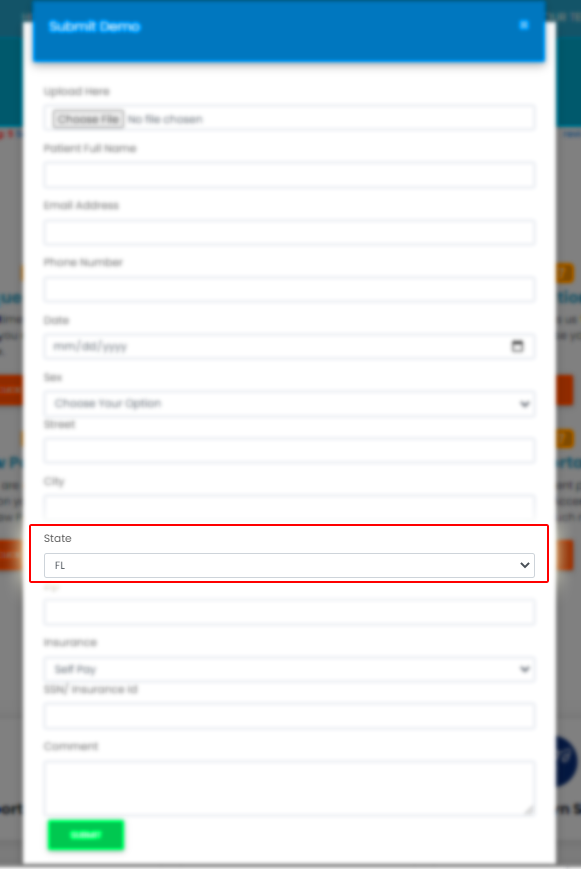 Submit Demo
×
Upload Here
Choose File No file chosen
Patient Full Name
Email Address
Phone Number
Date
mm/dd/yyyy
Sex
Choose Your Option
Street
City
State
FL
Insurance
Self Pay
SSN/ Insurance Id
Comment
SUBMIT